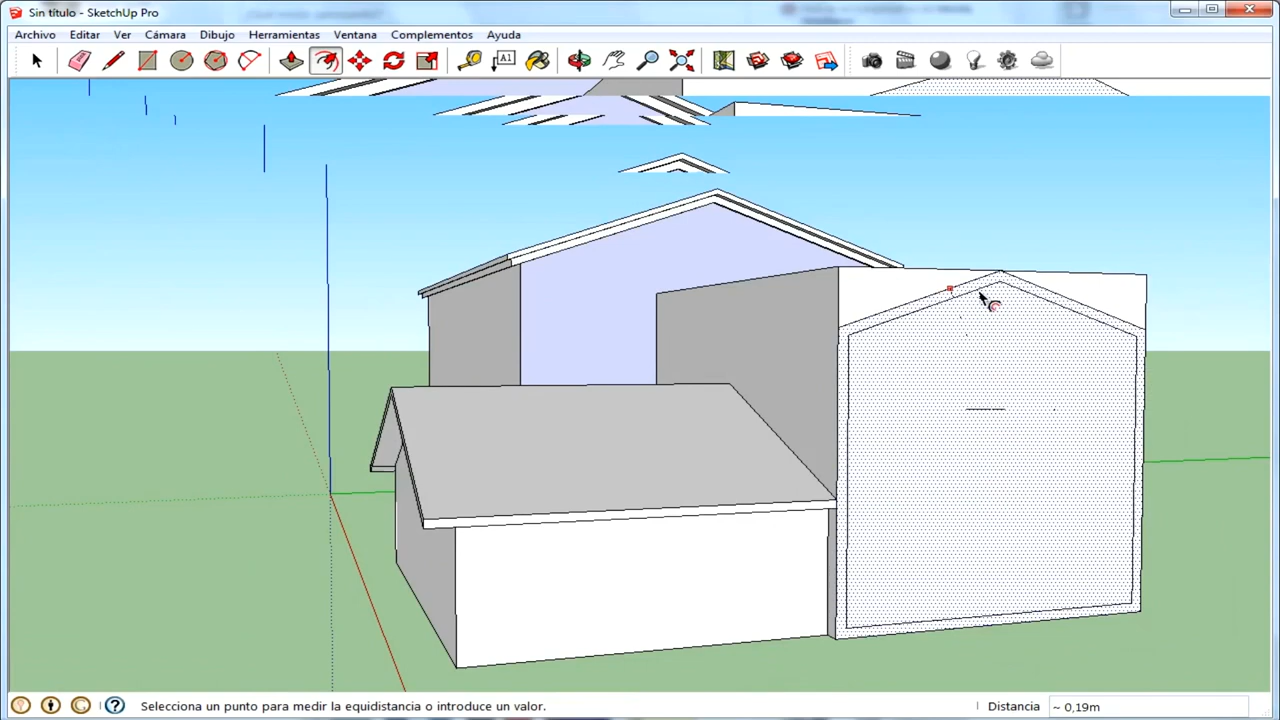 Sin título - SketchUp Pro
Archivo Editar Ver Cámara Dibujo Herramientas Ventana Complementos Ayuda
A1
Selecciona un punto para medir la equidistancia o introduce un valor.
Distancia ~ 0,19m